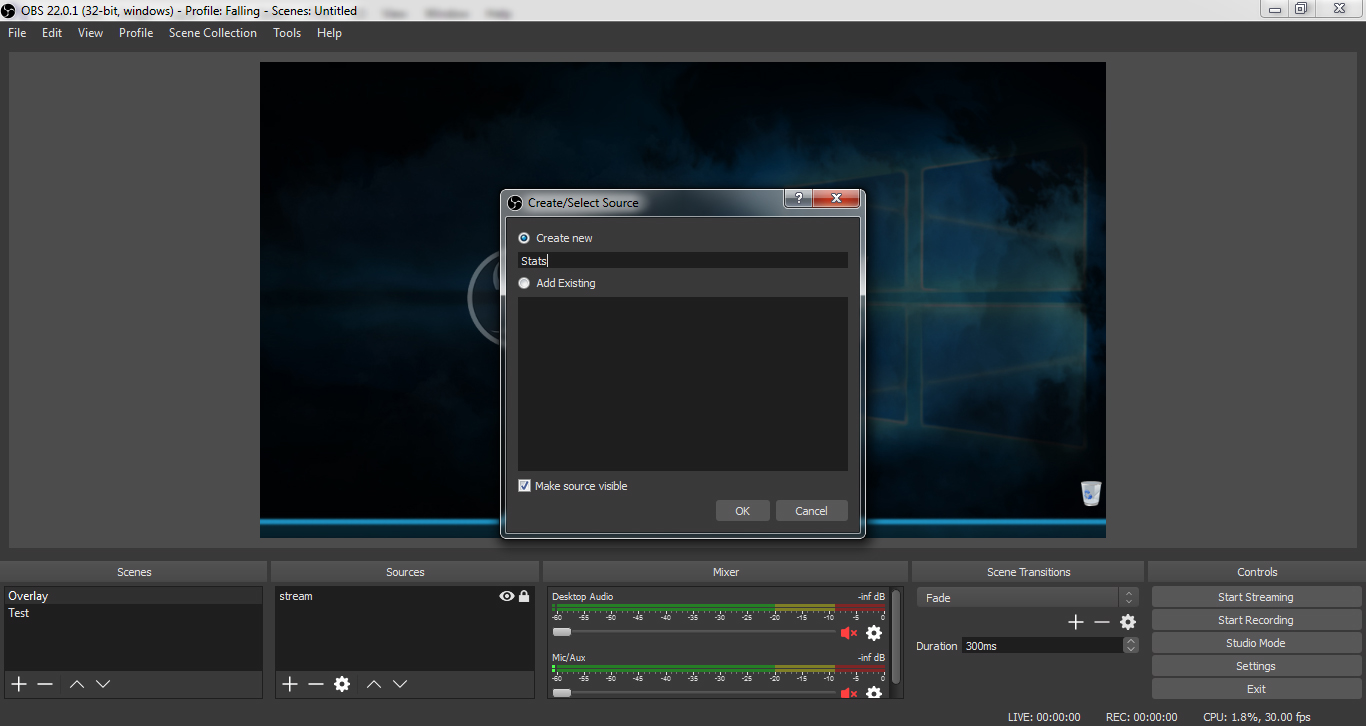 OBS 22.0.1 (32-bit, windows) - Profile: Falling - Scenes: Untitled
File Edit View Profile Scene Collection Tools Help
Create/Select Source
?
Create new
Stats
Add Existing
Make source visible
OK Cancel
Scenes
Overlay
Test
Sources
stream
Mixer
Desktop Audio -inf dB
-60 -55 -50 -45 -40 -35 -30 -25 -20 -15 -10 -5 0
Mic/Aux -inf dB
-60 -55 -50 -45 -40 -35 -30 -25 -20 -15 -10 -5 0
Scene Transitions
Fade
Duration 300ms
Controls
Start Streaming
Start Recording
Studio Mode
Settings
Exit
LIVE: 00:00:00 REC: 00:00:00 CPU: 1.8%, 30.00 fps